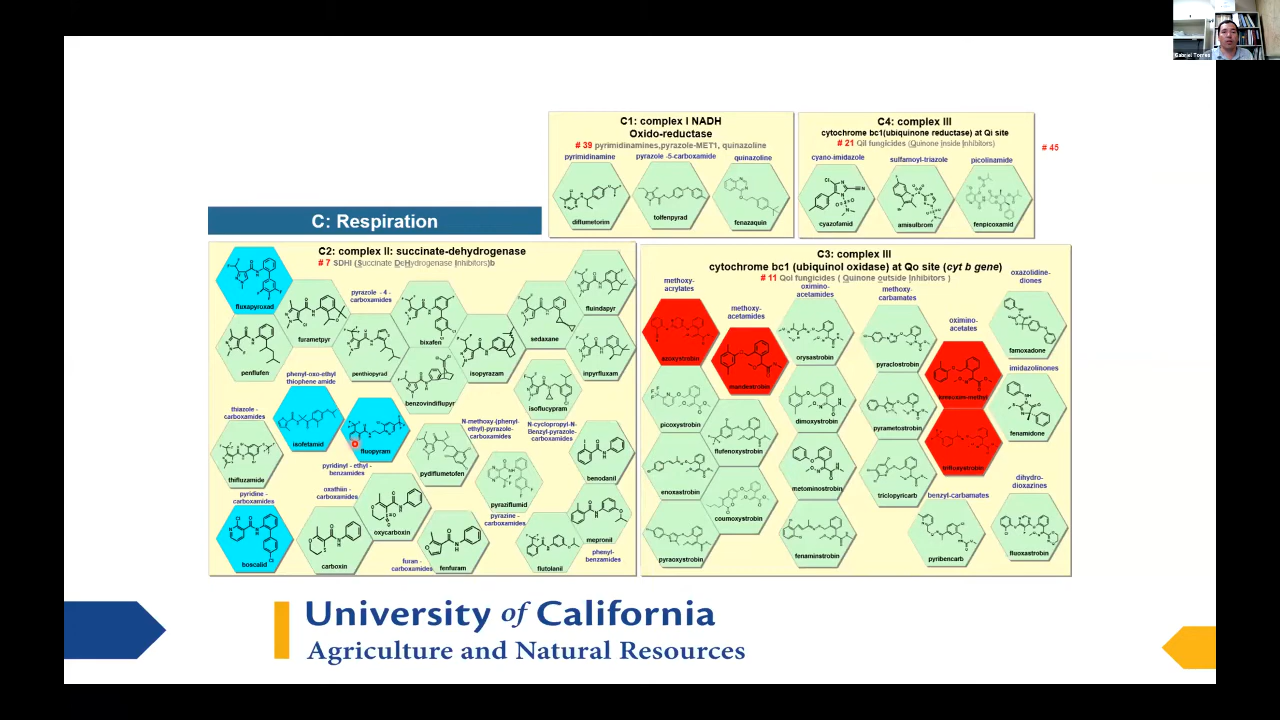 Gabriel Torres
C1: complex I NADH
Oxido-reductase
# 39 pyrimidinamines,pyrazole-MET1, quinazoline
pyrimidinamine
pyrazole -5-carboxamide
quinazoline
diflumetorim
tolfenpyrad
fenazaquin
C4: complex III
cytochrome bc1(ubiquinone reductase) at Qi site
# 21 QiI fungicides (Quinone Inside Inhibitors)
cyano-imidazole
sulfamoyl-triazole
picolinamide
cyazofamid
amisulbrom
fenpicoxamid
# 45
C: Respiration
C2: complex II: succinate-dehydrogenase
# 7 SDHI (Succinate DeHydrogenase Inhibitors)b
fluxapyroxad
pyrazole - 4 -
carboxamides
furametpyr
bixafen
sedaxane
fluindapyr
penflufen
penthiopyrad
isopyrazam
inpyrfluxam
phenyl-oxo-ethyl
thiophene amide
benzovindiflupyr
isoflucypram
thiazole -
carboxamides
isofetamid
fluopyram
N-methoxy-(phenyl-
ethyl)-pyrazole-
carboxamides
N-cyclopropyl-N-
Benzyl-pyrazole-
carboxamides
thifluzamide
pyridinyl - ethyl -
benzamides
pydiflumetofen
benodanil
pyridine -
carboxamides
oxathiin -
carboxamides
pyraziflumid
oxycarboxin
pyrazine -
carboxamides
mepronil
boscalid
carboxin
furan -
carboxamides
fenfuram
flutolanil
phenyl-
benzamides
C3: complex III
cytochrome bc1 (ubiquinol oxidase) at Qo site (cyt b gene)
# 11 QoI fungicides ( Quinone outside Inhibitors )
methoxy-
acrylates
methoxy-
acetamides
oximino-
acetamides
methoxy-
carbamates
oximino-
acetates
oxazolidine-
diones
azoxystrobin
mandestrobin
orysastrobin
pyraclostrobin
kresoxim-methyl
famoxadone
imidazolinones
picoxystrobin
flufenoxystrobin
dimoxystrobin
pyrametostrobin
trifloxystrobin
fenamidone
enoxastrobin
coumoxystrobin
metominostrobin
triclopyricarb
benzyl-carbamates
dihydro-
dioxazines
pyraoxystrobin
fenaminstrobin
pyribencarb
fluoxastrobin
University of California
Agriculture and Natural Resources